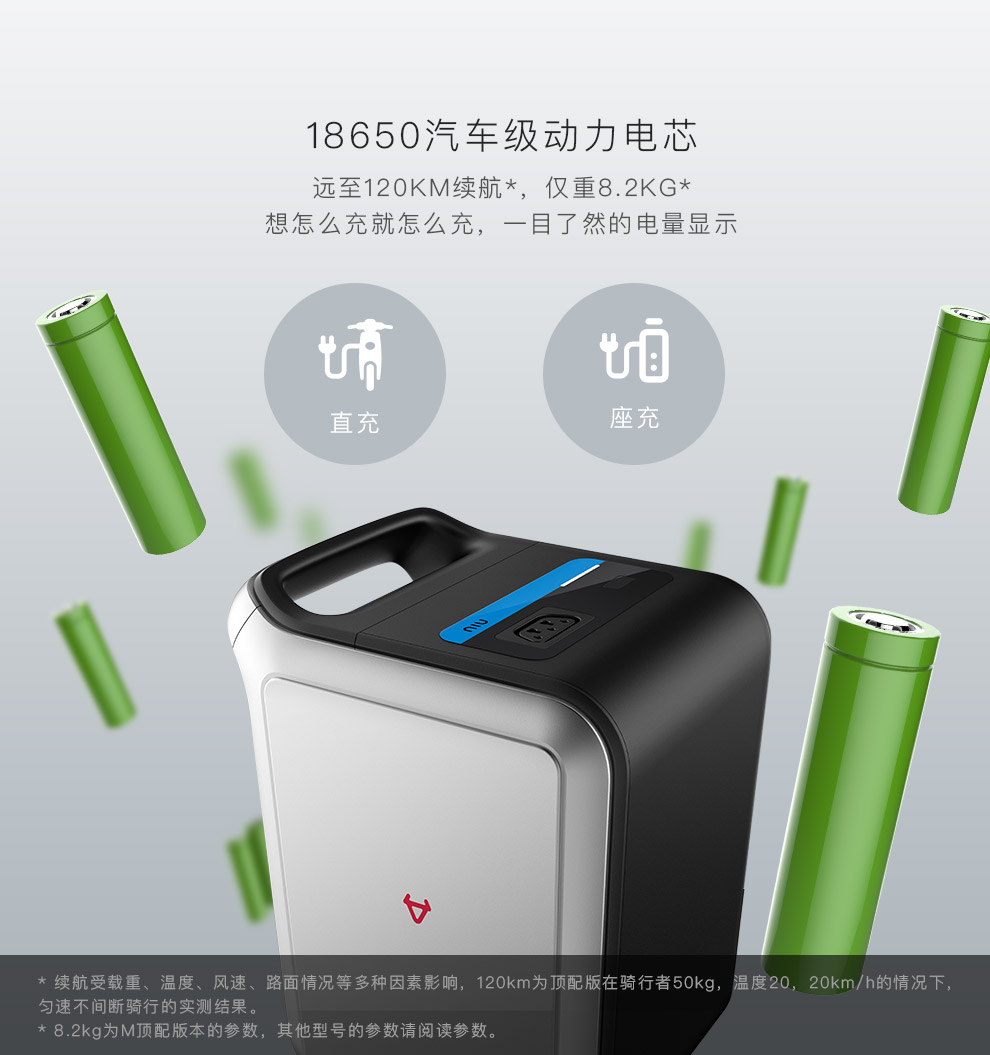 18650汽车级动力电芯
远至120KM续航*，仅重8.2KG*
想怎么充就怎么充，一目了然的电量显示
直充
座充
NIU
* 续航受载重、温度、风速、路面情况等多种因素影响，120km为顶配版在骑行者50kg，温度20，20km/h的情况下，
匀速不间断骑行的实测结果。
* 8.2kg为M顶配版本的参数，其他型号的参数请阅读参数。